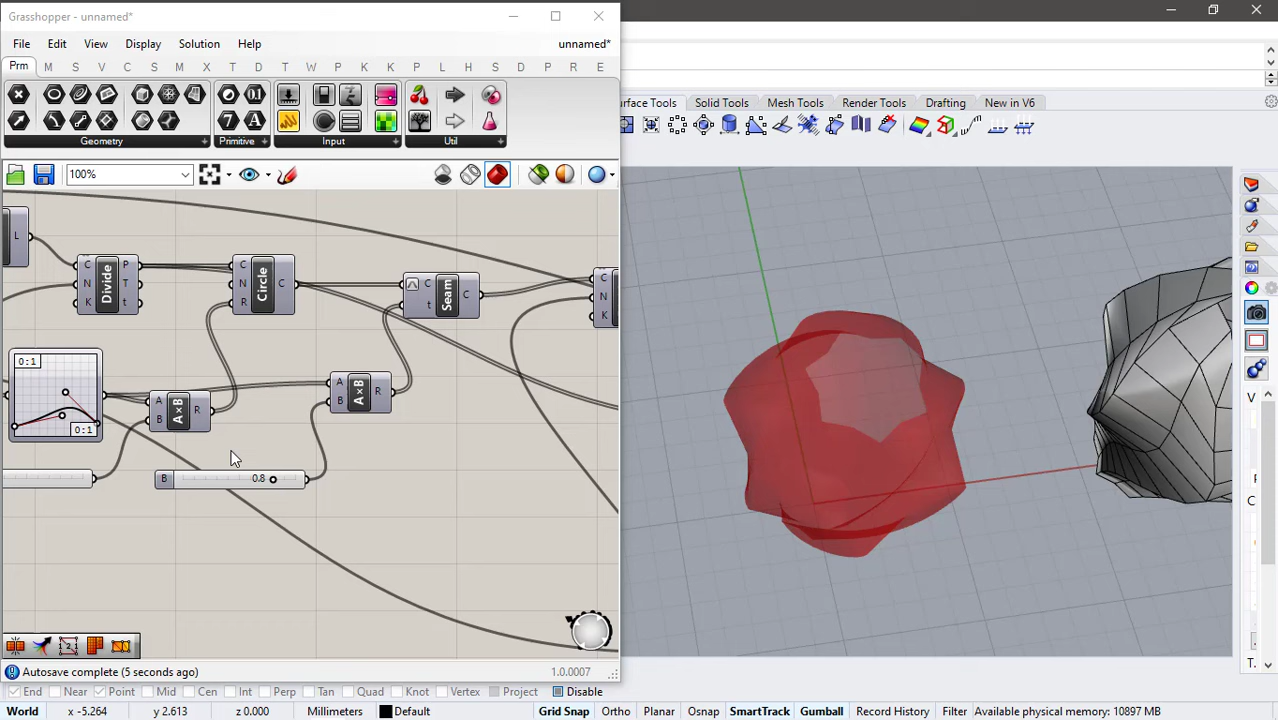 Grasshopper - unnamed*
File Edit View Display Solution Help unnamed*
Prm M S V C S M X T D T W P K K P L H S D P R E
Geometry Primitive Input Util
100%
urface Tools Solid Tools Mesh Tools Render Tools Drafting New in V6
L
C N K Divide P T t
C N R Circle C
C t Seam C
C N K
0:1
0:1
A B A×B R
A B A×B R
B 0.8
Autosave complete (5 seconds ago) 1.0.0007
End Near Point Mid Cen Int Perp Tan Quad Knot Vertex Project Disable
World x -5.264 y 2.613 z 0.000 Millimeters Default Grid Snap Ortho Planar Osnap SmartTrack Gumball Record History Filter Available physical memory: 10897 MB
V
C
T.